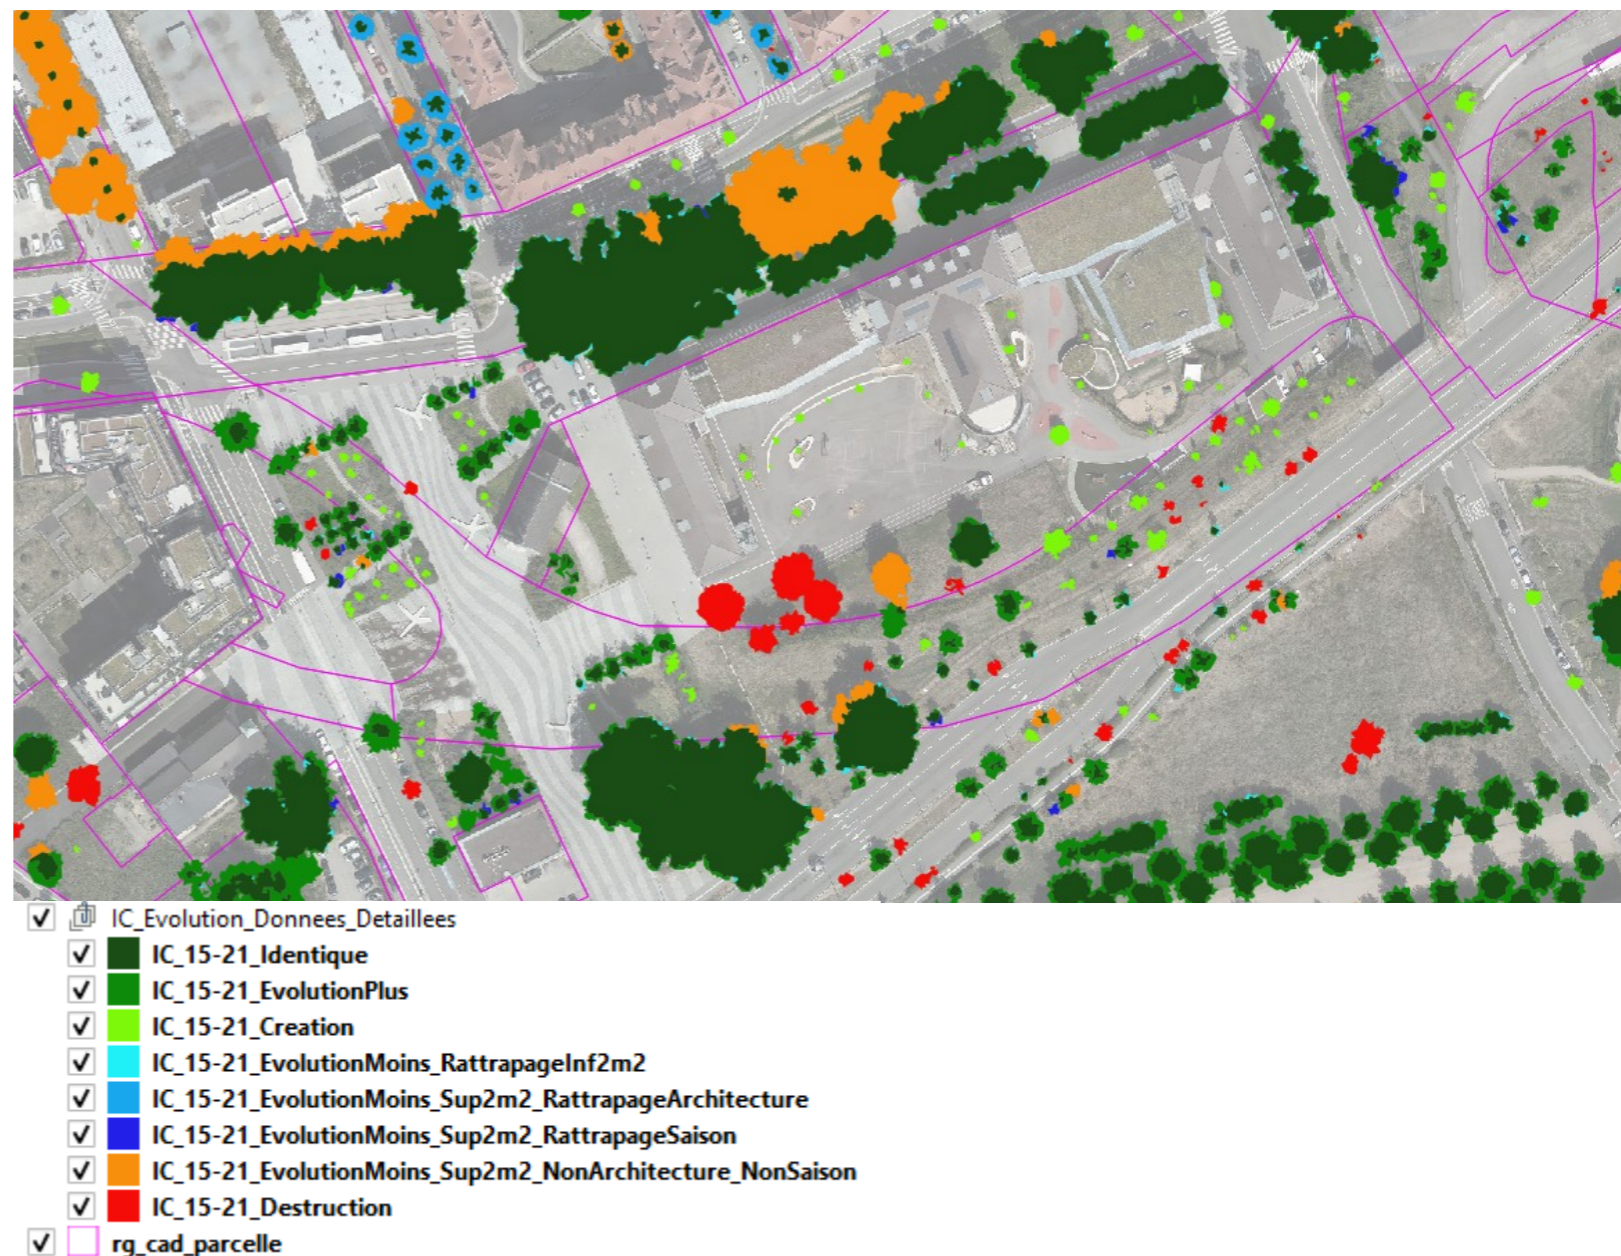 IC_Evolution_Donnees_Detaillees
IC_15-21_Identique
IC_15-21_EvolutionPlus
IC_15-21_Creation
IC_15-21_EvolutionMoins_RattrapageInf2m2
IC_15-21_EvolutionMoins_Sup2m2_RattrapageArchitecture
IC_15-21_EvolutionMoins_Sup2m2_RattrapageSaison
IC_15-21_EvolutionMoins_Sup2m2_NonArchitecture_NonSaison
IC_15-21_Destruction
rg_cad_parcelle